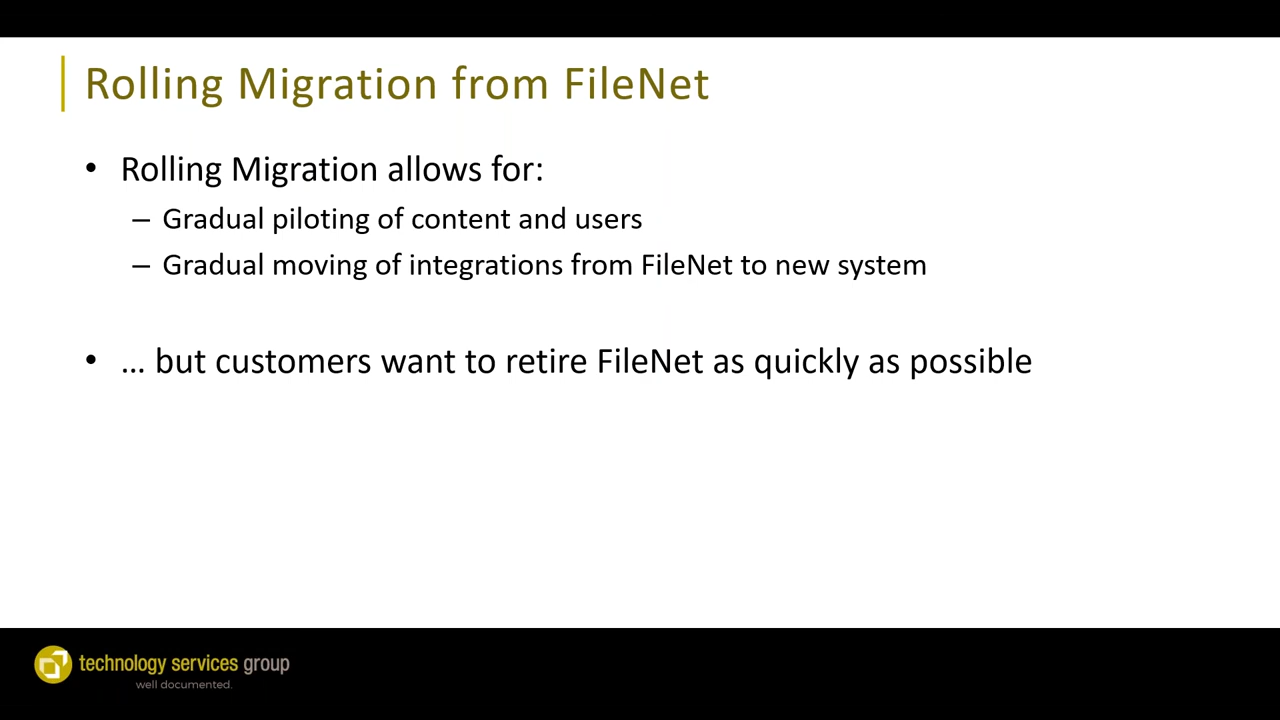 Rolling Migration from FileNet
• Rolling Migration allows for:
– Gradual piloting of content and users
– Gradual moving of integrations from FileNet to new system
• … but customers want to retire FileNet as quickly as possible
technology services group
well documented.